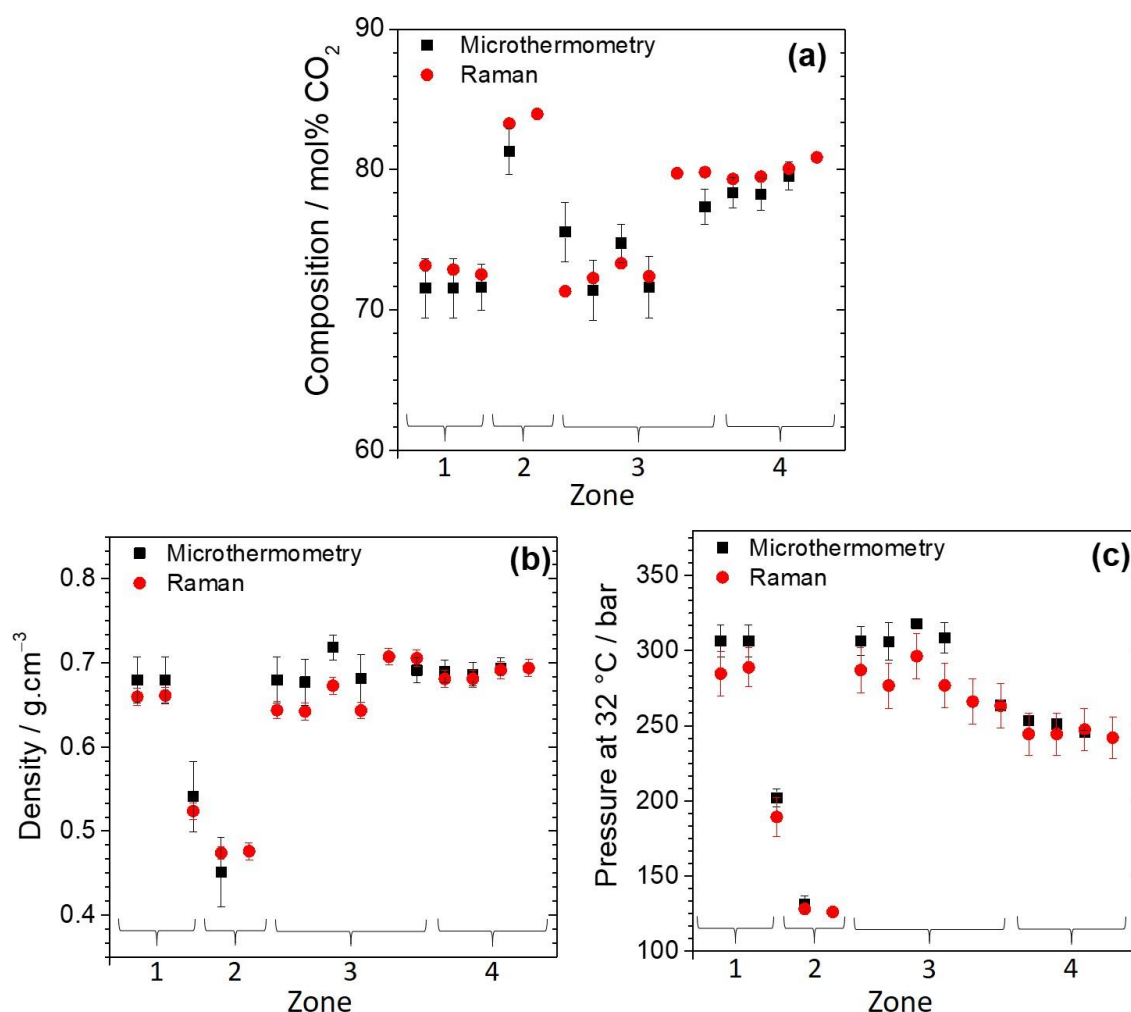 90
Microthermometry
(a)
Raman
80
70
60
Composition / mol% CO₂
1 2 3 4
Zone
Microthermometry
(b)
Raman
0.8
0.7
0.6
0.5
0.4
Density / g.cm⁻³
1 2 3 4
Zone
Microthermometry
(c)
Raman
350
300
250
200
150
100
Pressure at 32 °C / bar
1 2 3 4
Zone